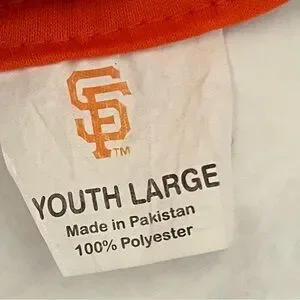 SF
TM
YOUTH LARGE
Made in Pakistan
100% Polyester